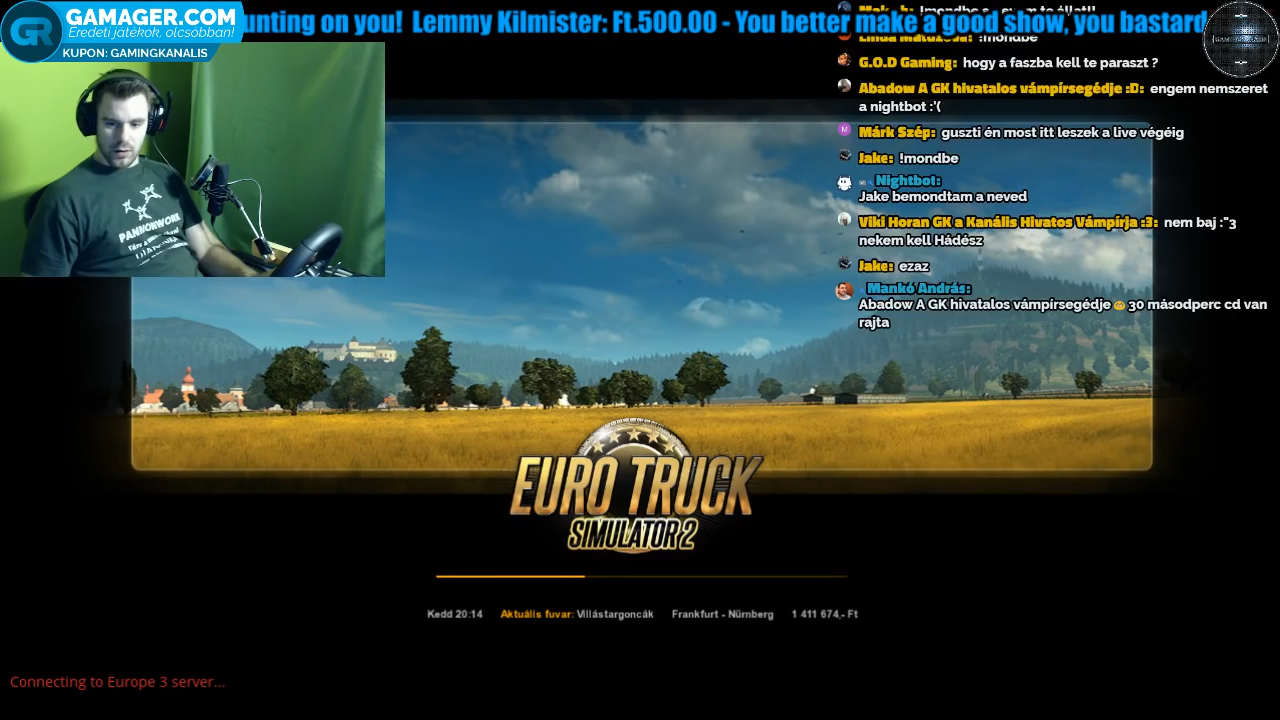 GAMAGER.COM
Eredeti játékok, olcsóbban!
KUPON: GAMINGKANALIS
unting on you! Lemmy Kilmister: Ft.500.00 - You better make a good show, you bastard
!mondbe
G.O.D Gaming: hogy a faszba kell te paraszt ?
Abadow A GK hivatalos vámpírsegédje :D: engem nemszeret
a nightbot :'(
Márk Szép: guszti én most itt leszek a live végéig
Jake: !mondbe
Nightbot:
Jake bemondtam a neved
Viki Horan GK a Kanális Hivatos Vámpírja :3: nem baj :"3
nekem kell Hádész
Jake: ezaz
Mankó András:
Abadow A GK hivatalos vámpírsegédje 30 másodperc cd van
rajta
PANNONWORK
EURO TRUCK
SIMULATOR 2
Kedd 20:14 Aktuális fuvar: Villástargoncák Frankfurt - Nürnberg 1 411 674,- Ft
Connecting to Europe 3 server...